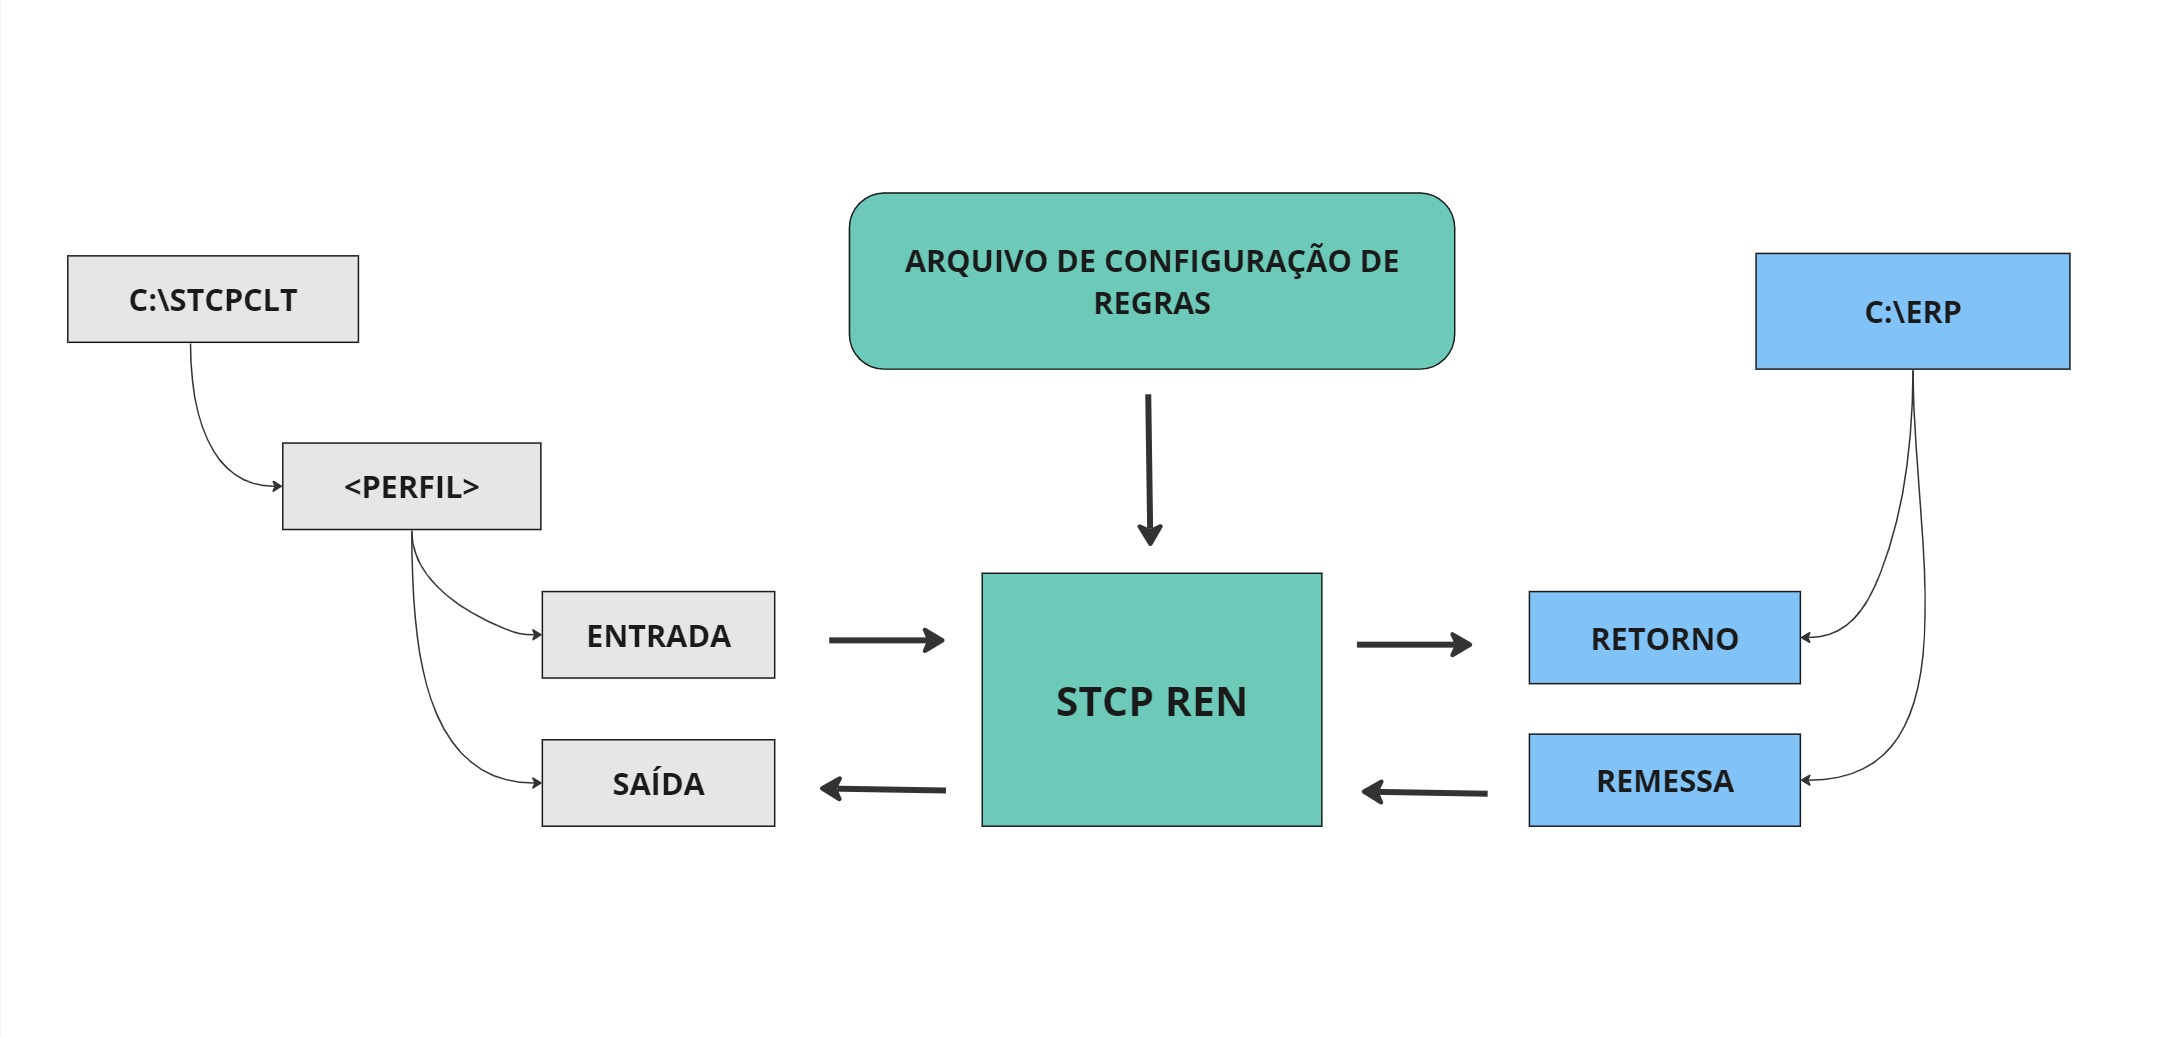 ARQUIVO DE CONFIGURAÇÃO DE
REGRAS
C:\STCPCLT
C:\ERP
<PERFIL>
ENTRADA
RETORNO
STCP REN
SAÍDA
REMESSA